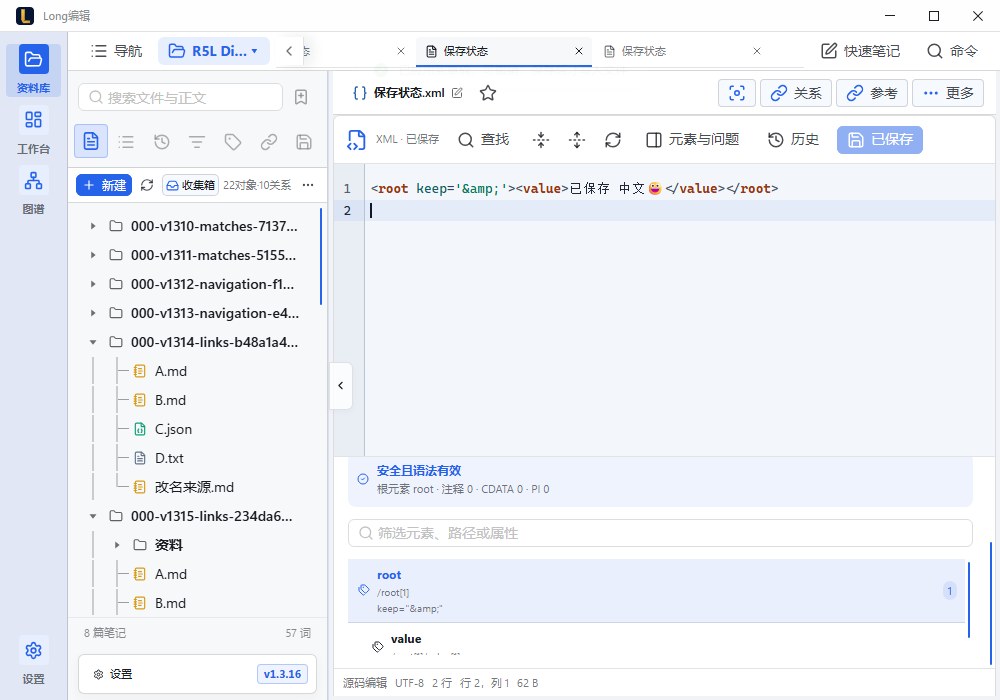 Long编辑
导航
R5L Di...
态
保存状态
保存状态
快速笔记
命令
资料库
工作台
图谱
设置
搜索文件与正文
新建
收集箱
22对象·10关系
000-v1310-matches-7137...
000-v1311-matches-5155...
000-v1312-navigation-f1...
000-v1313-navigation-e4...
000-v1314-links-b48a1a4...
A.md
B.md
C.json
D.txt
改名来源.md
000-v1315-links-234da6...
资料
A.md
B.md
8 篇笔记
57 词
设置
v1.3.16
保存状态.xml
关系
参考
更多
XML · 已保存
查找
元素与问题
历史
已保存
1 <root keep='&amp;'><value>已保存 中文😀</value></root>
2
安全且语法有效
根元素 root · 注释 0 · CDATA 0 · PI 0
筛选元素、路径或属性
root
/root[1]
keep="&amp;"
1
value
源码编辑 UTF-8 2 行 行 2，列 1 62 B